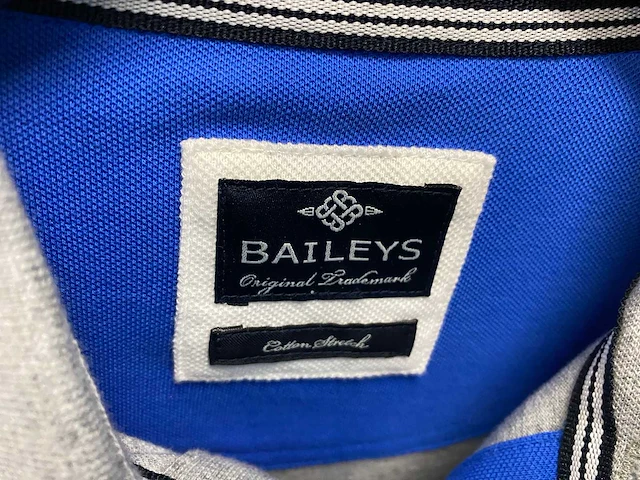 BAILEYS
Original Trademark
Cotton Stretch